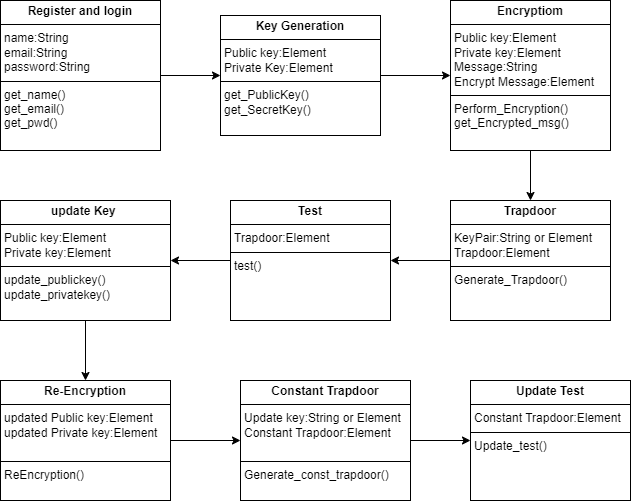 Register and login
name:String
email:String
password:String
get_name()
get_email()
get_pwd()
Key Generation
Public key:Element
Private Key:Element
get_PublicKey()
get_SecretKey()
Encryptiom
Public key:Element
Private key:Element
Message:String
Encrypt Message:Element
Perform_Encryption()
get_Encrypted_msg()
update Key
Public key:Element
Private key:Element
update_publickey()
update_privatekey()
Test
Trapdoor:Element
test()
Trapdoor
KeyPair:String or Element
Trapdoor:Element
Generate_Trapdoor()
Re-Encryption
updated Public key:Element
updated Private key:Element
ReEncryption()
Constant Trapdoor
Update key:String or Element
Constant Trapdoor:Element
Generate_const_trapdoor()
Update Test
Constant Trapdoor:Element
Update_test()